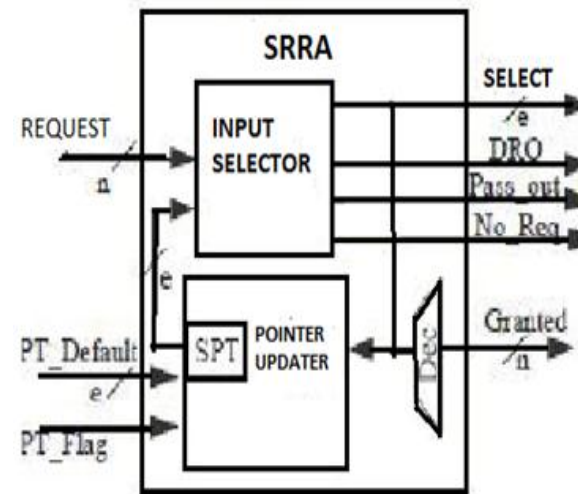 SRRA
SELECT
e
REQUEST
n
INPUT
SELECTOR
DRO
Pass_out
No_Req
e
PT_Default
e
PT_Flag
SPT
POINTER
UPDATER
Dec
Granted
n